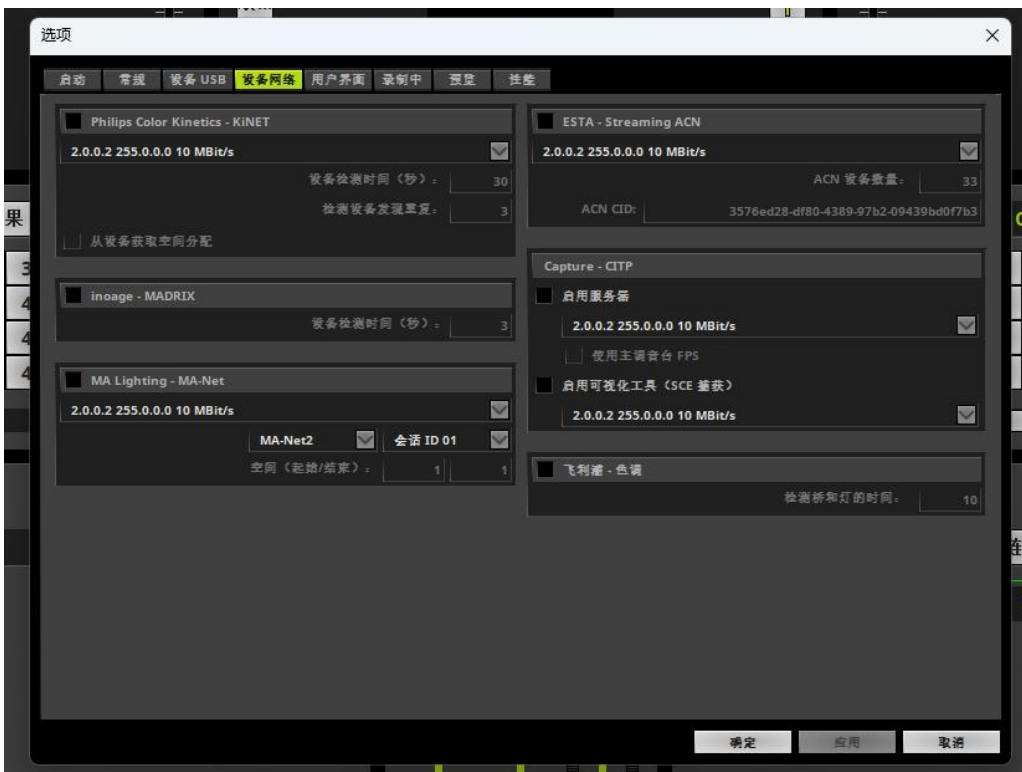 选项
启动 常规 设备 USB 设备网络 用户界面 录制中 预览 性能
Philips Color Kinetics - KiNET
2.0.0.2 255.0.0.0 10 MBit/s
设备检测时间（秒）: 30
检测设备发现重复: 3
从设备获取空间分配
inoage - MADRIX
设备检测时间（秒）: 3
MA Lighting - MA-Net
2.0.0.2 255.0.0.0 10 MBit/s
MA-Net2 会话 ID 01
空间（起始/结束）: 1 1
ESTA - Streaming ACN
2.0.0.2 255.0.0.0 10 MBit/s
ACN 设备数量: 33
ACN CID: 3576ed28-df80-4389-97b2-09439bd0f7b3
Capture - CITP
启用服务器
2.0.0.2 255.0.0.0 10 MBit/s
使用主调音台 FPS
启用可视化工具（SCE 捕获）
2.0.0.2 255.0.0.0 10 MBit/s
飞利浦 - 色调
检测桥和灯的时间: 10
确定 应用 取消
果
3
4
4
4